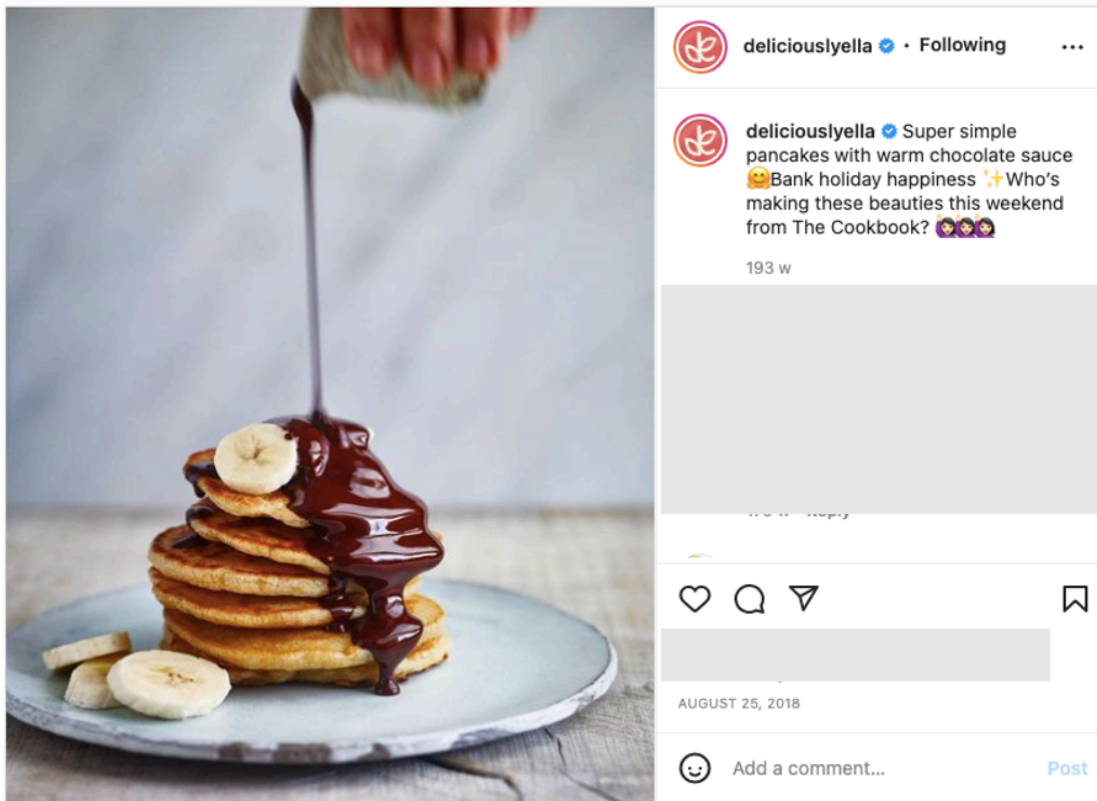 deliciouslyella • Following
deliciouslyella Super simple
pancakes with warm chocolate sauce
🤗Bank holiday happiness ✨Who's
making these beauties this weekend
from The Cookbook? 🙋🏻‍♀️🙋🏻‍♀️🙋🏻‍♀️
193 w
AUGUST 25, 2018
Add a comment... Post